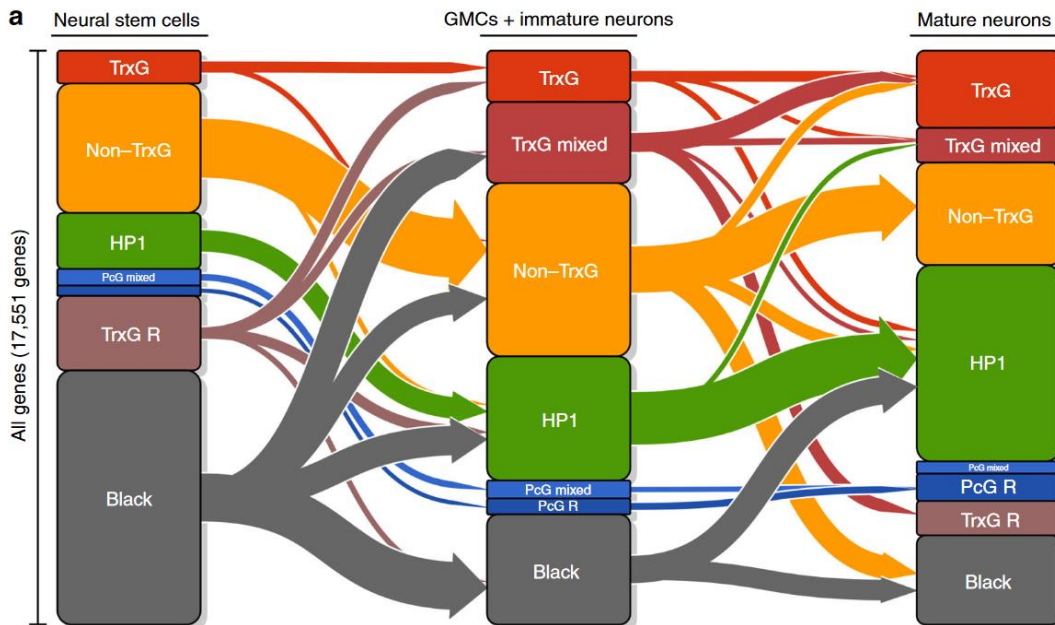 a
Neural stem cells
GMCs + immature neurons
Mature neurons
All genes (17,551 genes)
TrxG
Non–TrxG
HP1
PcG mixed
TrxG R
Black
TrxG
TrxG mixed
Non–TrxG
HP1
PcG mixed
PcG R
Black
TrxG
TrxG mixed
Non–TrxG
HP1
PcG mixed
PcG R
TrxG R
Black